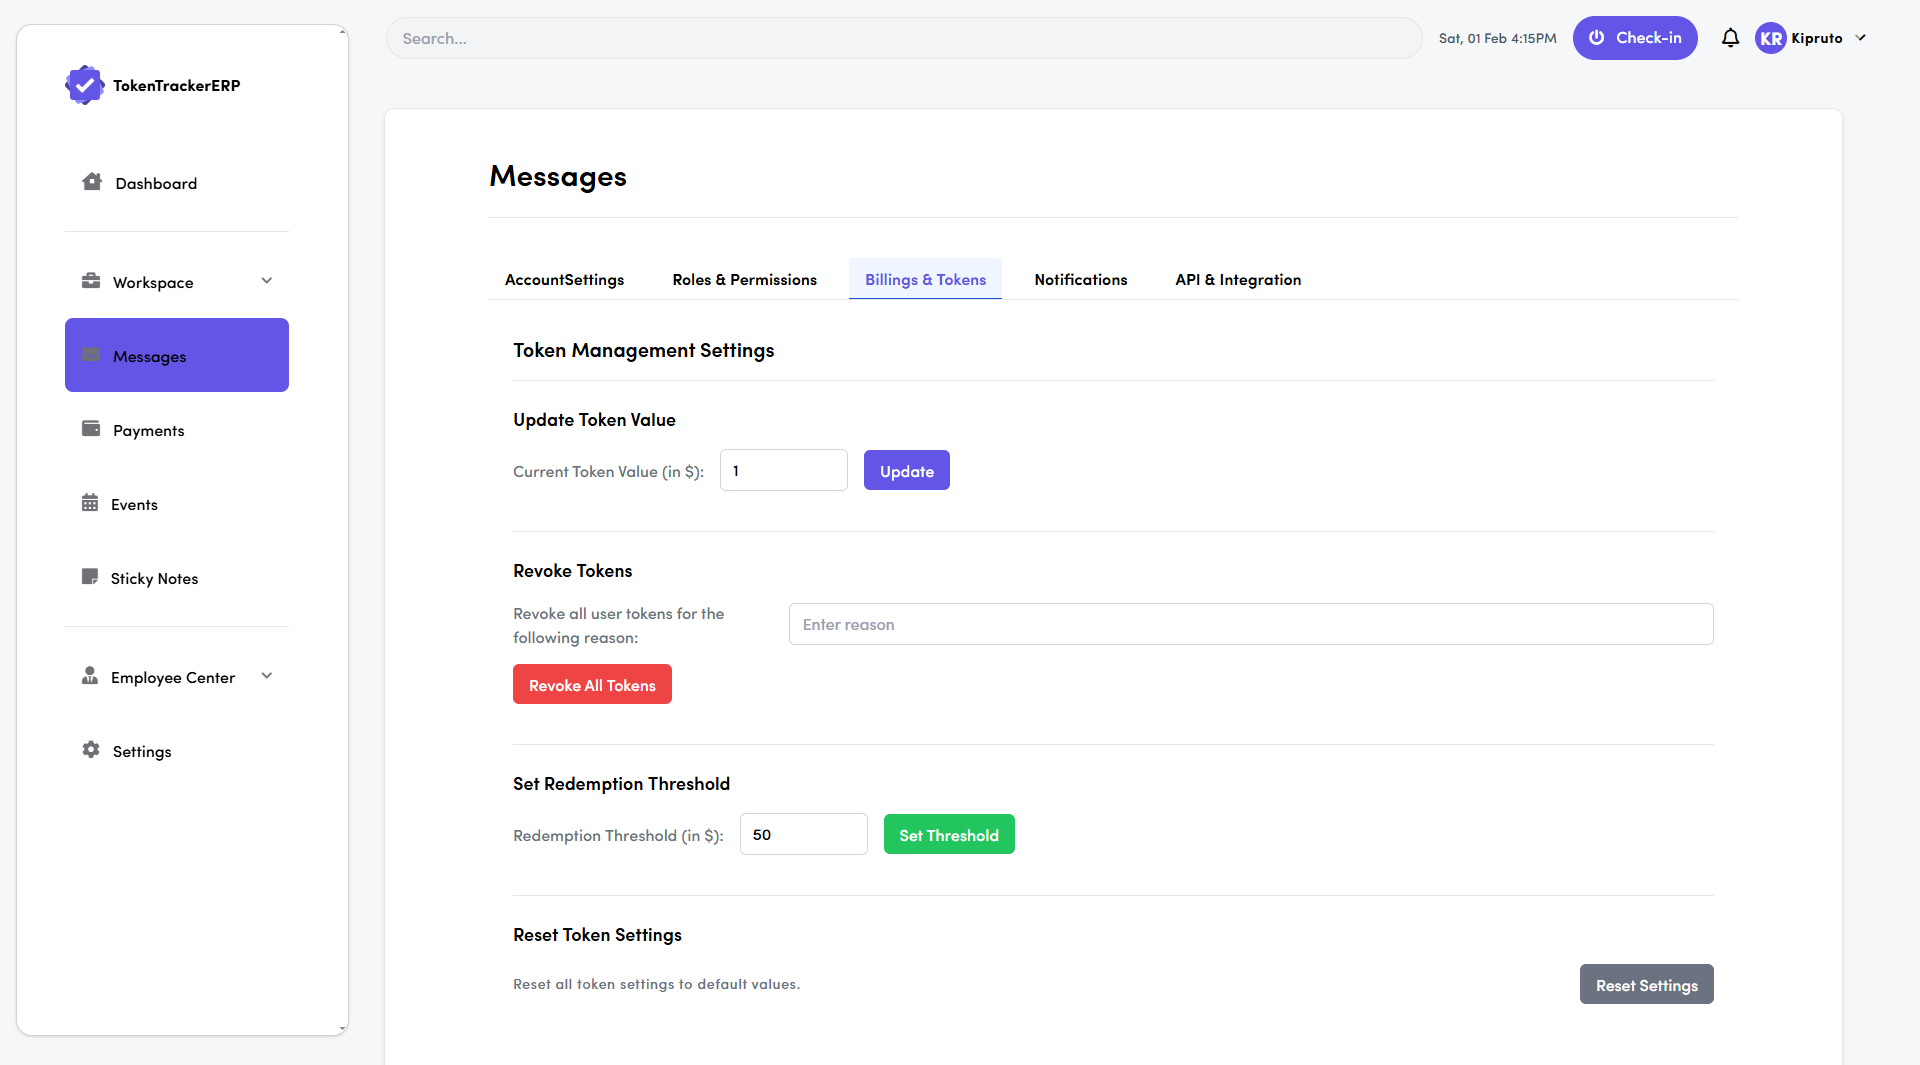 TokenTrackerERP
Dashboard
Workspace
Messages
Payments
Events
Sticky Notes
Employee Center
Settings
Search...
Sat, 01 Feb 4:15PM
Check-in
KR
Kipruto
Messages
AccountSettings
Roles & Permissions
Billings & Tokens
Notifications
API & Integration
Token Management Settings
Update Token Value
Current Token Value (in $):
1
Update
Revoke Tokens
Revoke all user tokens for the
following reason:
Enter reason
Revoke All Tokens
Set Redemption Threshold
Redemption Threshold (in $):
50
Set Threshold
Reset Token Settings
Reset all token settings to default values.
Reset Settings